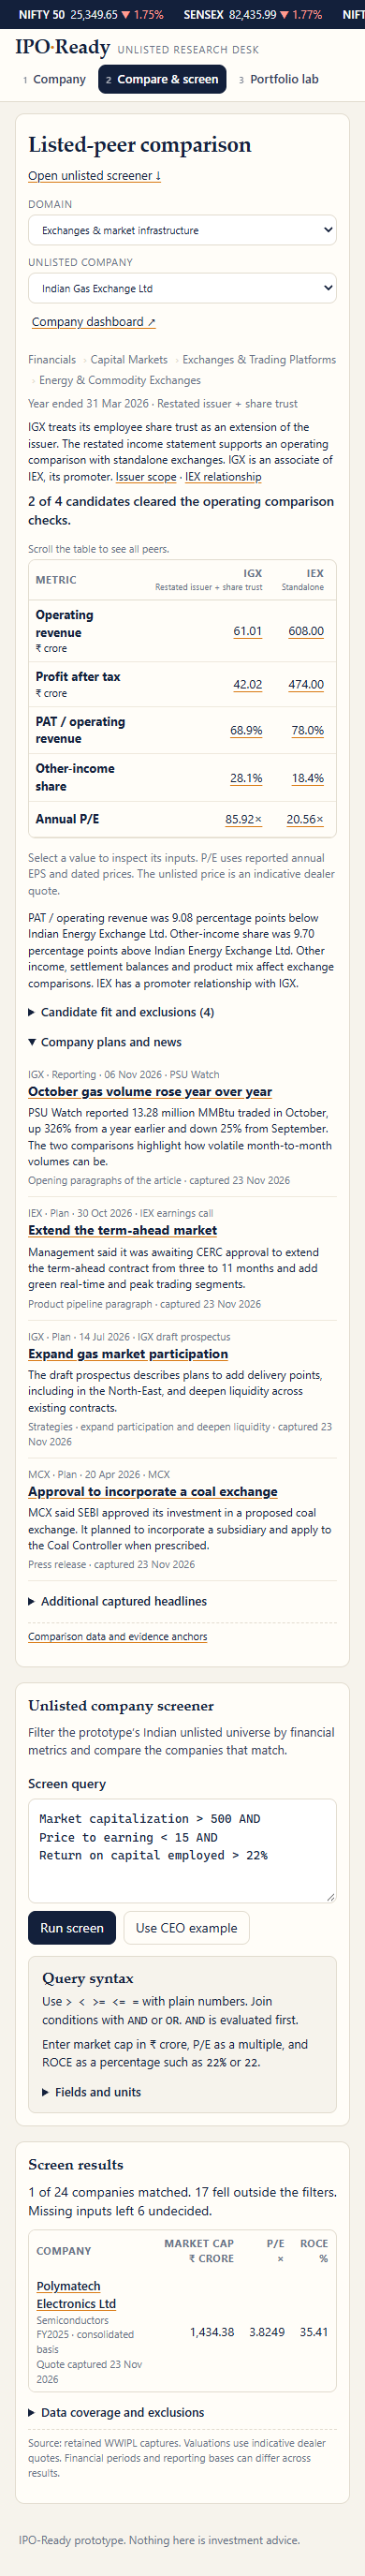 NIFTY 50 25,349.65 ▼ 1.75% SENSEX 82,435.99 ▼ 1.77% NIFT
IPO·Ready UNLISTED RESEARCH DESK
1 Company 2 Compare & screen 3 Portfolio lab
Listed-peer comparison
Open unlisted screener ↓
DOMAIN
Exchanges & market infrastructure
UNLISTED COMPANY
Indian Gas Exchange Ltd
Company dashboard ↗
Financials › Capital Markets › Exchanges & Trading Platforms
› Energy & Commodity Exchanges
Year ended 31 Mar 2026 · Restated issuer + share trust
IGX treats its employee share trust as an extension of the
issuer. The restated income statement supports an operating
comparison with standalone exchanges. IGX is an associate of
IEX, its promoter. Issuer scope · IEX relationship
2 of 4 candidates cleared the operating comparison
checks.
Scroll the table to see all peers.
METRIC IGX IEX
Restated issuer + share trust Standalone
Operating
revenue
₹ crore 61.01 608.00
Profit after tax
₹ crore 42.02 474.00
PAT / operating
revenue 68.9% 78.0%
Other-income
share 28.1% 18.4%
Annual P/E 85.92× 20.56×
Select a value to inspect its inputs. P/E uses reported annual
EPS and dated prices. The unlisted price is an indicative dealer
quote.
PAT / operating revenue was 9.08 percentage points below
Indian Energy Exchange Ltd. Other-income share was 9.70
percentage points above Indian Energy Exchange Ltd. Other
income, settlement balances and product mix affect exchange
comparisons. IEX has a promoter relationship with IGX.
▶ Candidate fit and exclusions (4)
▼ Company plans and news
IGX · Reporting · 06 Nov 2026 · PSU Watch
October gas volume rose year over year
PSU Watch reported 13.28 million MMBtu traded in October,
up 326% from a year earlier and down 25% from September.
The two comparisons highlight how volatile month-to-month
volumes can be.
Opening paragraphs of the article · captured 23 Nov 2026
IEX · Plan · 30 Oct 2026 · IEX earnings call
Extend the term-ahead market
Management said it was awaiting CERC approval to extend
the term-ahead contract from three to 11 months and add
green real-time and peak trading segments.
Product pipeline paragraph · captured 23 Nov 2026
IGX · Plan · 14 Jul 2026 · IGX draft prospectus
Expand gas market participation
The draft prospectus describes plans to add delivery points,
including in the North-East, and deepen liquidity across
existing contracts.
Strategies · expand participation and deepen liquidity · captured 23
Nov 2026
MCX · Plan · 20 Apr 2026 · MCX
Approval to incorporate a coal exchange
MCX said SEBI approved its investment in a proposed coal
exchange. It planned to incorporate a subsidiary and apply to
the Coal Controller when prescribed.
Press release · captured 23 Nov 2026
▶ Additional captured headlines
Comparison data and evidence anchors
Unlisted company screener
Filter the prototype's Indian unlisted universe by financial
metrics and compare the companies that match.
Screen query
Market capitalization > 500 AND
Price to earning < 15 AND
Return on capital employed > 22%
Run screen Use CEO example
Query syntax
Use > < >= <= = with plain numbers. Join
conditions with AND or OR. AND is evaluated first.
Enter market cap in ₹ crore, P/E as a multiple, and
ROCE as a percentage such as 22% or 22.
▶ Fields and units
Screen results
1 of 24 companies matched. 17 fell outside the filters.
Missing inputs left 6 undecided.
COMPANY MARKET CAP P/E ROCE
₹ CRORE × %
Polymatech
Electronics Ltd
Semiconductors
FY2025 · consolidated
basis
Quote captured 23 Nov
2026
1,434.38 3.8249 35.41
▶ Data coverage and exclusions
Source: retained WWIPL captures. Valuations use indicative dealer
quotes. Financial periods and reporting bases can differ across
results.
IPO-Ready prototype. Nothing here is investment advice.